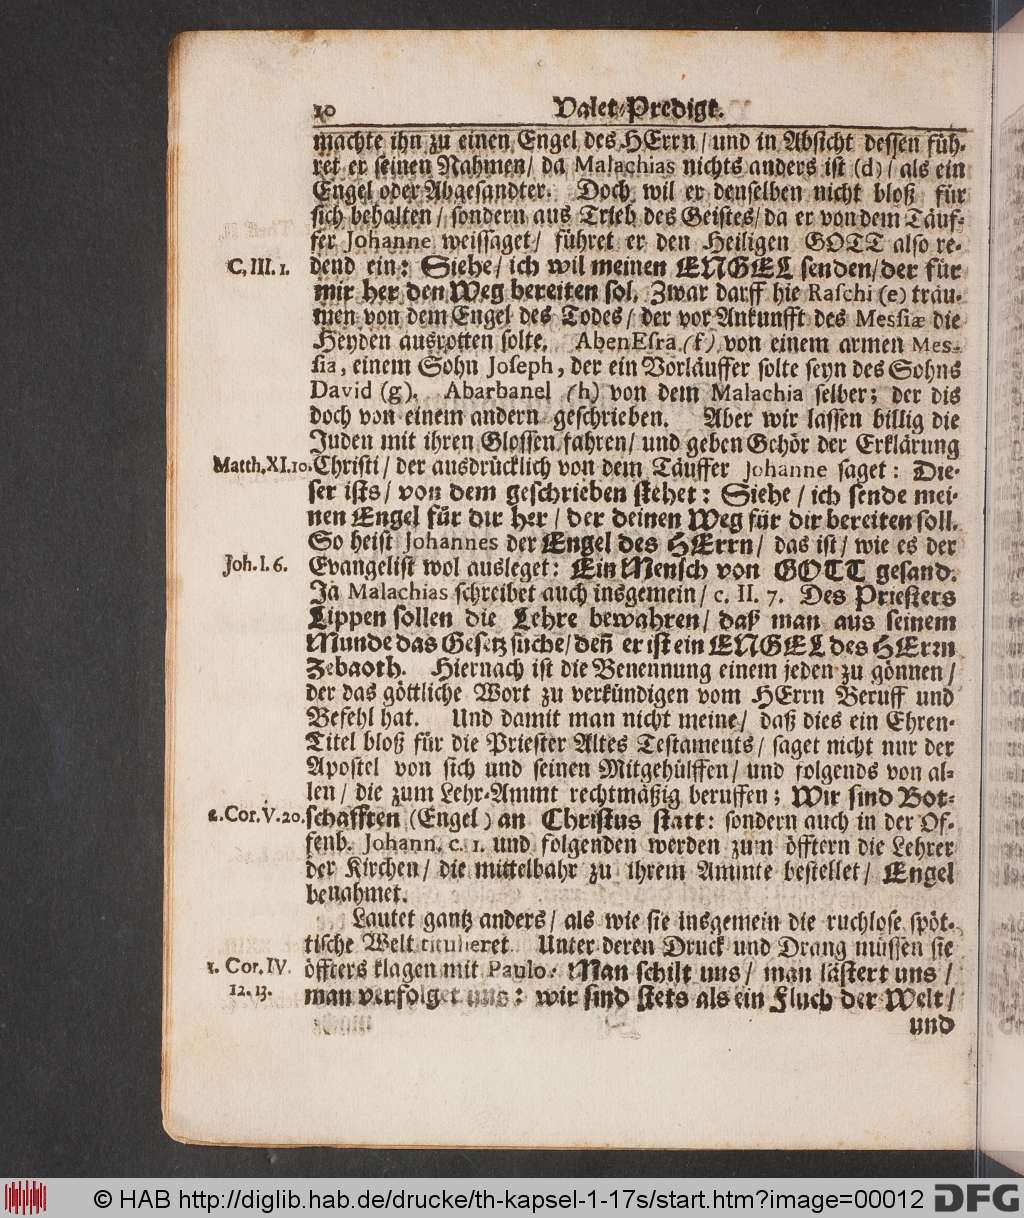 10 Valet-Predigt.
machte ihn zu einen Engel des HErrn/ und in Absicht dessen füh-
ret er seinen Nahmen/ da Malachias nichts anders ist (d)/ als ein
Engel oder Abgesandter. Doch wil er denselben nicht bloß für
sich behalten/ sondern aus Trieb des Geistes/ da er von dem Täuf-
fer Johanne weissaget/ führet er den Heiligen GOTT also re-
C, III. 1. dend ein: Siehe/ ich wil meinen ENGEL senden/ der für
mir her den Weg bereiten sol. Zwar darff hie Raschi (e) träu-
men von dem Engel des Todes/ der vor Ankunfft des Messiæ die
Heyden ausrotten solte. AbenEsra (f) von einem armen Mes-
sia, einem Sohn Joseph, der ein Vorläuffer solte seyn des Sohns
David (g). Abarbanel (h) von dem Malachia selber; der dis
doch von einem andern geschrieben. Aber wir lassen billig die
Juden mit ihren Glossen fahren/ und geben Gehör der Erklärung
Matth. XI. 10. Christi/ der ausdrücklich von dem Täuffer Johanne saget: Die-
ser ists/ von dem geschrieben stehet: Siehe/ ich sende mei-
nen Engel für dir her/ der deinen Weg für dir bereiten soll.
So heist Johannes der Engel des HErrn/ das ist/ wie es der
Joh. I. 6. Evangelist wol ausleget: Ein Mensch von GOTT gesand.
Ja Malachias schreibet auch insgemein/ c. II. 7. Des Priesters
Lippen sollen die Lehre bewahren/ daß man aus seinem
Munde das Gesetz suche/ deñ er ist ein ENGEL des HErrn
Zebaoth. Hiernach ist die Benennung einem jeden zu gönnen/
der das göttliche Wort zu verkündigen vom HErrn Beruff und
Befehl hat. Und damit man nicht meine/ daß dies ein Ehren-
Titel bloß für die Priester Altes Testaments/ saget nicht nur der
Apostel von sich und seinen Mitgehülffen/ und folgends von al-
len/ die zum Lehr-Ammt rechtmäßig beruffen; Wir sind Bot-
2. Cor. V. 20. schafften (Engel) an Christus statt: sondern auch in der Of-
fenb. Johann. c. 1. und folgenden werden zum öfftern die Lehrer
der Kirchen/ die mittelbahr zu ihrem Ammte bestellet/ Engel
benahmet.
Lautet gantz anders/ als wie sie insgemein die ruchlose spöt-
tische Welt tituliret. Unter deren Druck und Drang müssen sie
1. Cor. IV. öffters klagen mit Paulo: Man schilt uns/ man lästert uns/
12. 13. man verfolget uns: wir sind stets als ein Fluch der Welt/
und
© HAB http://diglib.hab.de/drucke/th-kapsel-1-17s/start.htm?image=00012 DFG